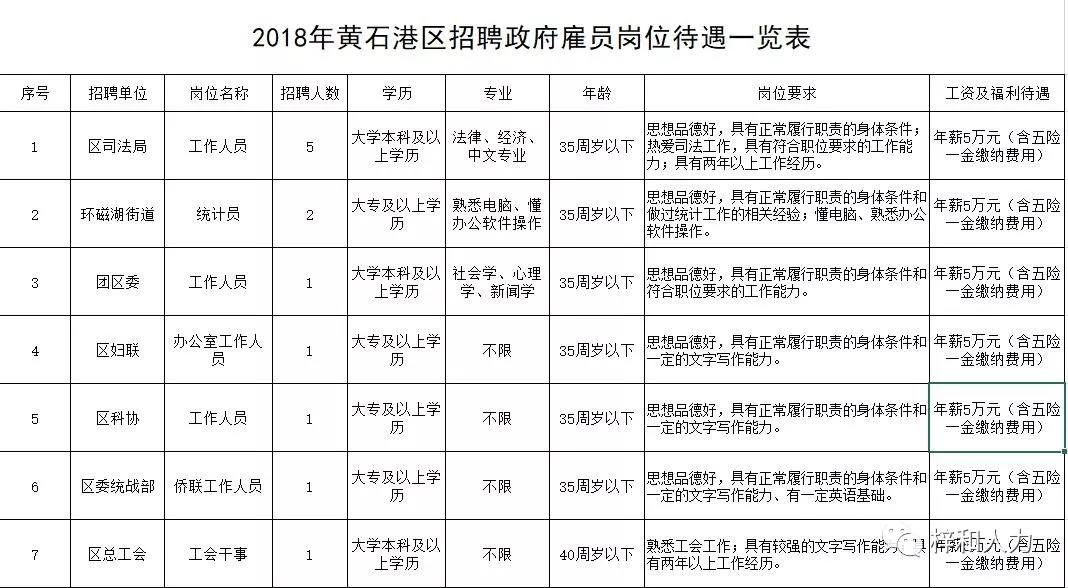 2018年黄石港区招聘政府雇员岗位待遇一览表
序号 招聘单位 岗位名称 招聘人数 学历 专业 年龄 岗位要求 工资及福利待遇
1 区司法局 工作人员 5 大学本科及以上学历 法律、经济、中文专业 35周岁以下 思想品德好，具有正常履行职责的身体条件；热爱司法工作，具有符合职位要求的工作能力；具有两年以上工作经历。 年薪5万元（含五险一金缴纳费用）
2 环磁湖街道 统计员 2 大专及以上学历 熟悉电脑、懂办公软件操作 35周岁以下 思想品德好，具有正常履行职责的身体条件和做过统计工作的相关经验；懂电脑、熟悉办公软件操作。 年薪5万元（含五险一金缴纳费用）
3 团区委 工作人员 1 大学本科及以上学历 社会学、心理学、新闻学 35周岁以下 思想品德好，具有正常履行职责的身体条件和符合职位要求的工作能力。 年薪5万元（含五险一金缴纳费用）
4 区妇联 办公室工作人员 1 大专及以上学历 不限 35周岁以下 思想品德好，具有正常履行职责的身体条件和一定的文字写作能力。 年薪5万元（含五险一金缴纳费用）
5 区科协 工作人员 1 大专及以上学历 不限 35周岁以下 思想品德好，具有正常履行职责的身体条件和一定的文字写作能力。 年薪5万元（含五险一金缴纳费用）
6 区委统战部 侨联工作人员 1 大专及以上学历 不限 35周岁以下 思想品德好，具有正常履行职责的身体条件和一定的文字写作能力、有一定英语基础。 年薪5万元（含五险一金缴纳费用）
7 区总工会 工会干事 1 大学本科及以上学历 不限 40周岁以下 熟悉工会工作；具有较强的文字写作能力 具有两年以上工作经历。 年薪5万元（含五险一金缴纳费用）
梓和人力